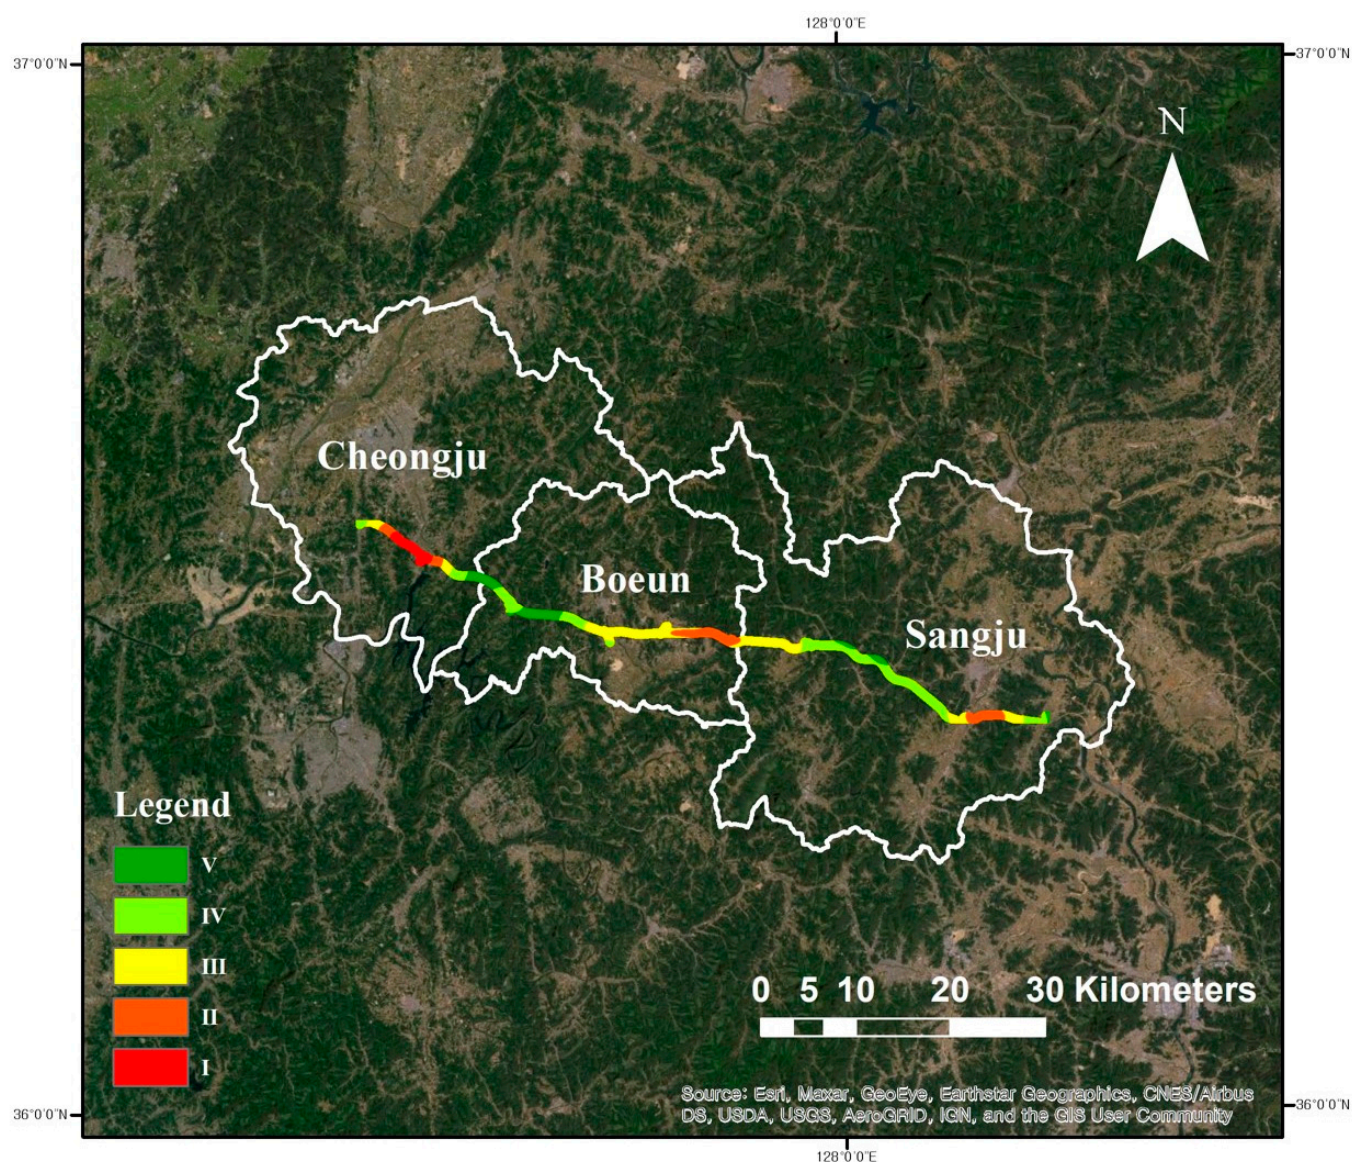 128°0'0"E
37°0'0"N
37°0'0"N
N
Cheongju
Boeun
Sangju
Legend
V
IV
III
II
I
0 5 10 20 30 Kilometers
Source: Esri, Maxar, GeoEye, Earthstar Geographics, CNES/Airbus
DS, USDA, USGS, AeroGRID, IGN, and the GIS User Community
36°0'0"N
36°0'0"N
128°0'0"E